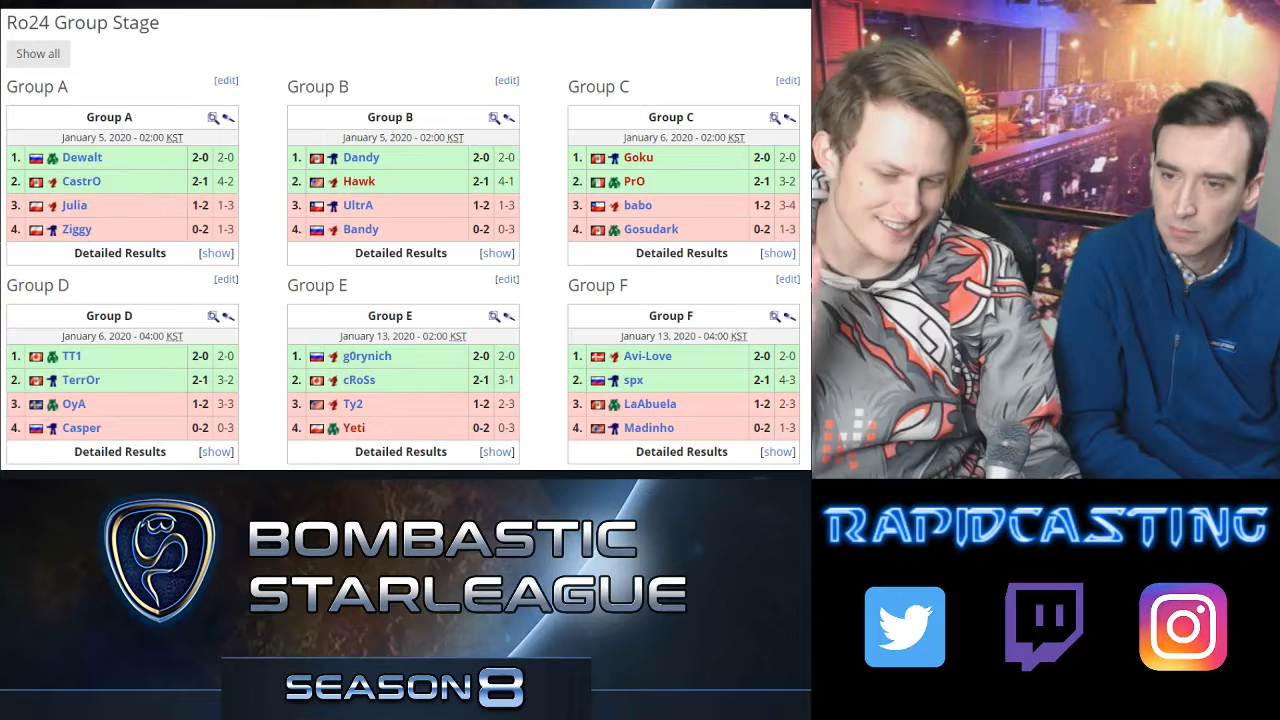 Ro24 Group Stage
Show all
Group A [edit]
Group A
January 5, 2020 - 02:00 KST
1. Dewalt 2-0 2-0
2. CastrO 2-1 4-2
3. Julia 1-2 1-3
4. Ziggy 0-2 1-3
Detailed Results [show]
Group B [edit]
Group B
January 5, 2020 - 02:00 KST
1. Dandy 2-0 2-0
2. Hawk 2-1 4-1
3. UltrA 1-2 1-3
4. Bandy 0-2 0-3
Detailed Results [show]
Group C [edit]
Group C
January 6, 2020 - 02:00 KST
1. Goku 2-0 2-0
2. PrO 2-1 3-2
3. babo 1-2 3-4
4. Gosudark 0-2 1-3
Detailed Results [show]
Group D [edit]
Group D
January 6, 2020 - 04:00 KST
1. TT1 2-0 2-0
2. TerrOr 2-1 3-2
3. OyA 1-2 3-3
4. Casper 0-2 0-3
Detailed Results [show]
Group E [edit]
Group E
January 13, 2020 - 02:00 KST
1. g0rynich 2-0 2-0
2. cRoSs 2-1 3-1
3. Ty2 1-2 2-3
4. Yeti 0-2 0-3
Detailed Results [show]
Group F [edit]
Group F
January 13, 2020 - 04:00 KST
1. Avi-Love 2-0 2-0
2. spx 2-1 4-3
3. LaAbuela 1-2 2-3
4. Madinho 0-2 1-3
Detailed Results [show]
BOMBASTIC
STARLEAGUE
SEASON 8
RAPIDCASTING